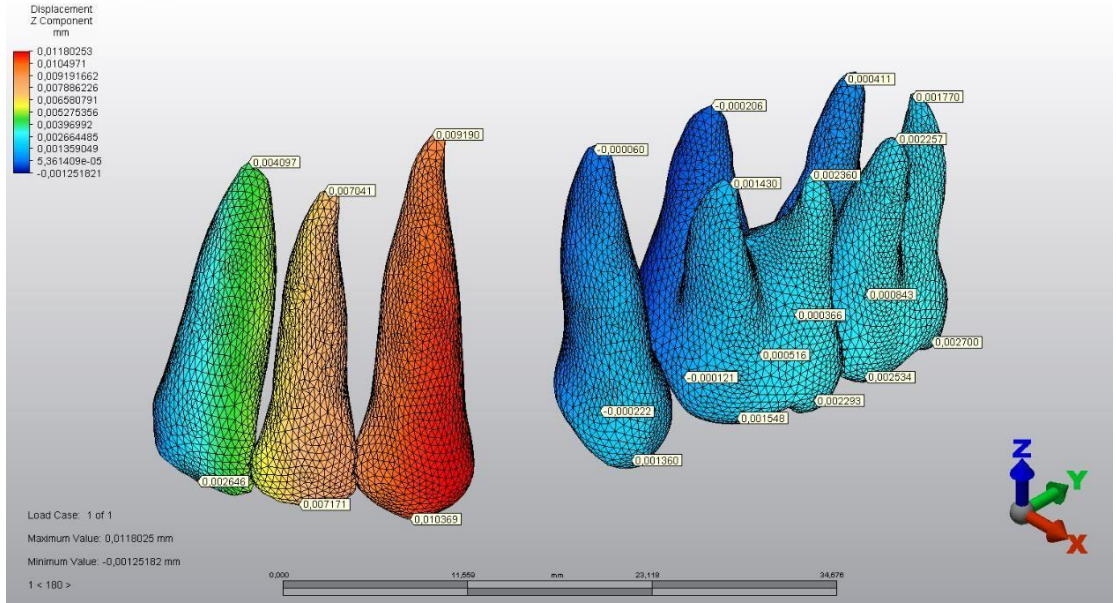 Displacement
Z Component
mm
0,01180253
0,0104971
0,009191662
0,007886226
0,006580791
0,005275356
0,00396992
0,002664485
0,001359049
5,361409e-05
-0,001251821
0,000411
0,001770
-0,000206
0,009190
0,002257
-0,000060
0,004097
0,002360
0,001430
0,007041
0,000843
0,000366
0,002700
0,000516
-0,000121
0,002534
0,002293
-0,000222
0,001548
0,001360
0,002646
0,007171
0,010369
Z
Y
X
Load Case: 1 of 1
Maximum Value: 0,0118025 mm
Minimum Value: -0,00125182 mm
1 < 180 >
0,000 11,559 mm 23,118 34,676